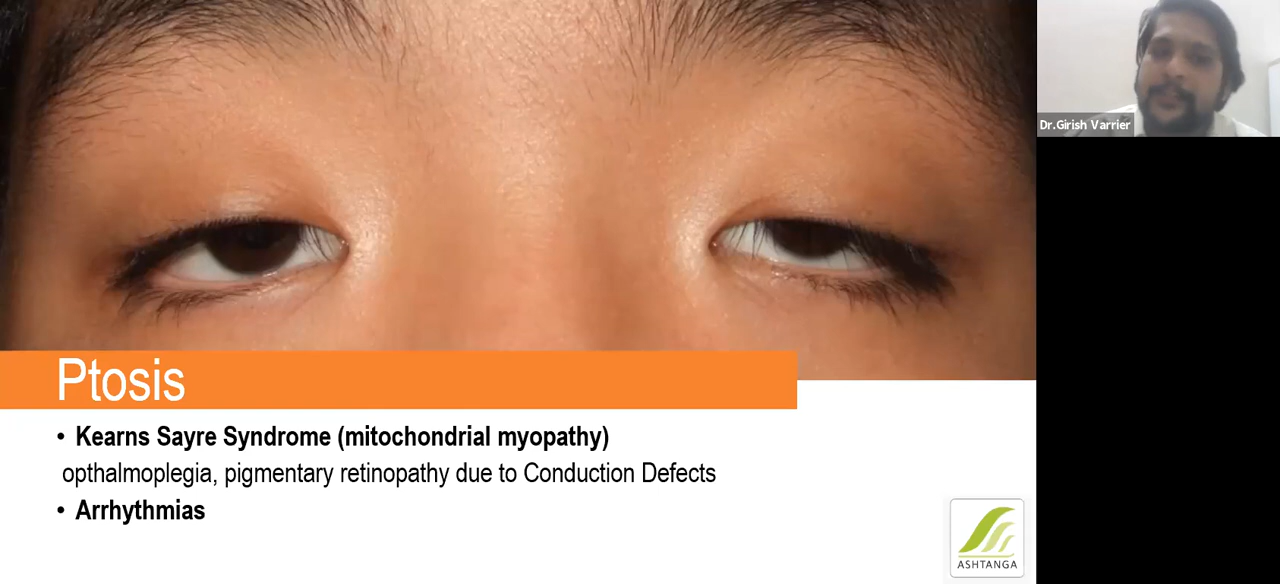 Dr.Girish Varrier
Ptosis
• Kearns Sayre Syndrome (mitochondrial myopathy)
opthalmoplegia, pigmentary retinopathy due to Conduction Defects
• Arrhythmias
ASHTANGA